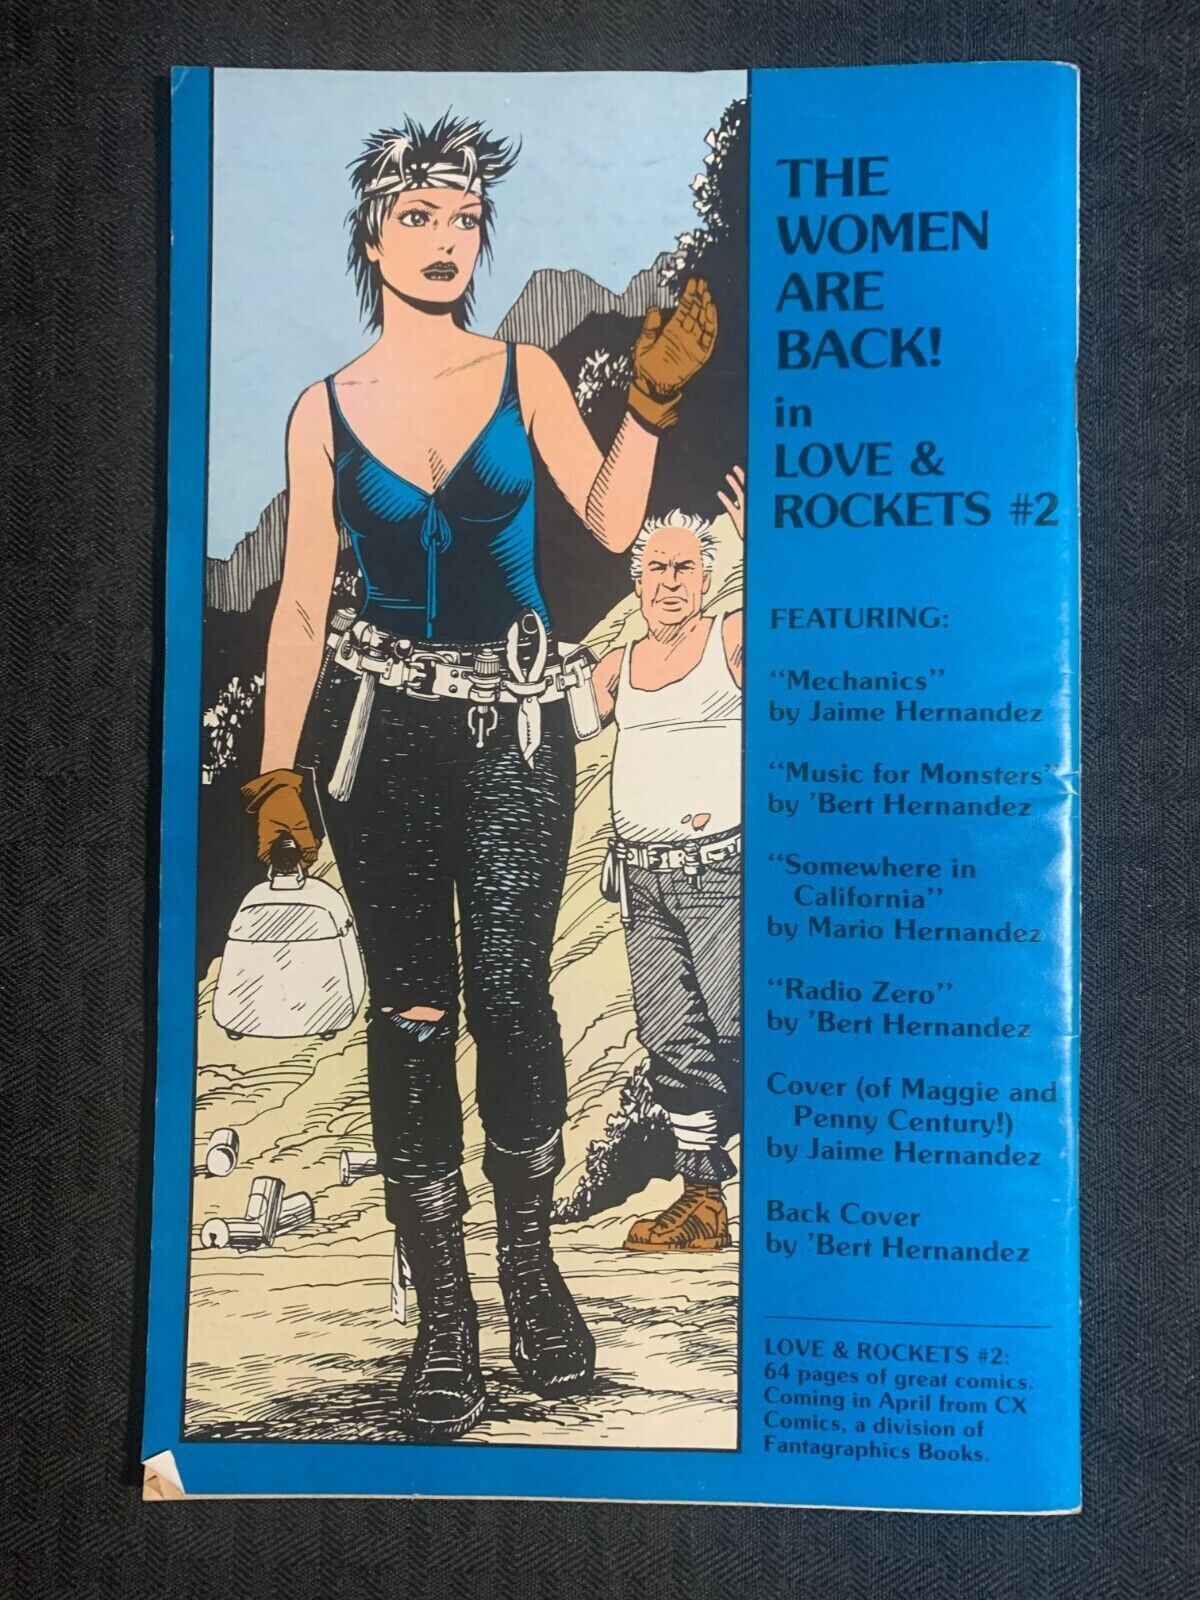 THE
WOMEN
ARE
BACK!
in
LOVE &
ROCKETS #2
FEATURING:
“Mechanics”
by Jaime Hernandez
“Music for Monsters”
by ’Bert Hernandez
“Somewhere in
California”
by Mario Hernandez
“Radio Zero”
by ’Bert Hernandez
Cover (of Maggie and
Penny Century!)
by Jaime Hernandez
Back Cover
by ’Bert Hernandez
LOVE & ROCKETS #2:
64 pages of great comics.
Coming in April from CX
Comics, a division of
Fantagraphics Books.